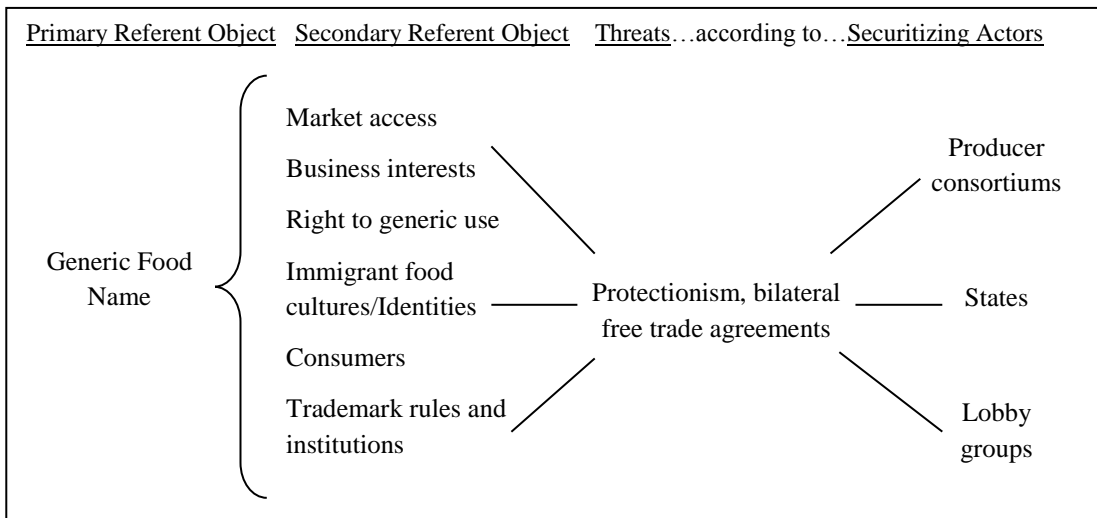 Primary Referent Object Secondary Referent Object Threats…according to…Securitizing Actors
Generic Food
Name
Market access
Business interests
Right to generic use
Immigrant food
cultures/Identities
Consumers
Trademark rules and
institutions
Protectionism, bilateral
free trade agreements
Producer
consortiums
States
Lobby
groups